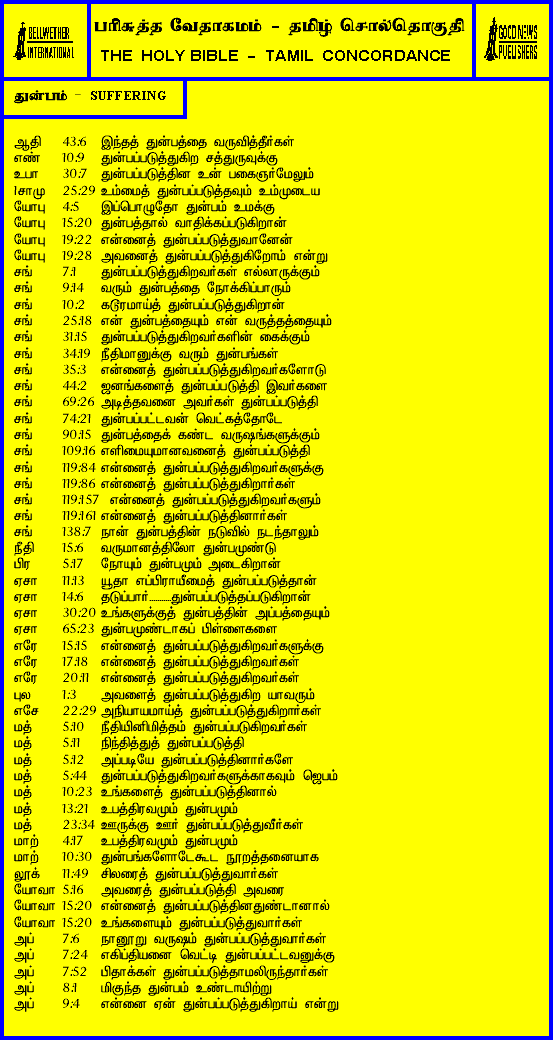 BELLWETHER
INTERNATIONAL
பரிசுத்த வேதாகமம் - தமிழ் சொல்தொகுதி
THE HOLY BIBLE - TAMIL CONCORDANCE
GOOD NEWS
PUBLISHERS
துன்பம் - SUFFERING
ஆதி 43:6 இந்தத் துன்பத்தை வருவித்தீர்கள்
எண் 10:9 துன்பப்படுத்துகிற சத்துருவுக்கு
உபா 30:7 துன்பப்படுத்தின உன் பகைஞர்மேலும்
1சாமு 25:29 உம்மைத் துன்பப்படுத்தவும் உம்முடைய
யோபு 4:5 இப்பொழுதோ துன்பம் உமக்கு
யோபு 15:20 துன்பத்தால் வாதிக்கப்படுகிறான்
யோபு 19:22 என்னைத் துன்பப்படுத்துவானேன்
யோபு 19:28 அவனைத் துன்பப்படுத்துகிறோம் என்று
சங் 7:1 துன்பப்படுத்துகிறவர்கள் எல்லாருக்கும்
சங் 9:14 வரும் துன்பத்தை நோக்கிப்பாரும்
சங் 10:2 கடூரமாய்த் துன்பப்படுத்துகிறான்
சங் 25:18 என் துன்பத்தையும் என் வருத்தத்தையும்
சங் 31:15 துன்பப்படுத்துகிறவர்களின் கைக்கும்
சங் 34:19 நீதிமானுக்கு வரும் துன்பங்கள்
சங் 35:3 என்னைத் துன்பப்படுத்துகிறவர்களோடு
சங் 44:2 ஜனங்களைத் துன்பப்படுத்தி இவர்களை
சங் 69:26 அடித்தவனை அவர்கள் துன்பப்படுத்தி
சங் 74:21 துன்பப்பட்டவன் வெட்கத்தோடே
சங் 90:15 துன்பத்தைக் கண்ட வருஷங்களுக்கும்
சங் 109:16 எளிமையுமானவனைத் துன்பப்படுத்தி
சங் 119:84 என்னைத் துன்பப்படுத்துகிறவர்களுக்கு
சங் 119:86 என்னைத் துன்பப்படுத்துகிறார்கள்
சங் 119:157 என்னைத் துன்பப்படுத்துகிறவர்களும்
சங் 119:161 என்னைத் துன்பப்படுத்தினார்கள்
சங் 138:7 நான் துன்பத்தின் நடுவில் நடந்தாலும்
நீதி 15:6 வருமானத்திலோ துன்பமுண்டு
பிர 5:17 நோயும் துன்பமும் அடைகிறான்
ஏசா 11:13 யூதா எப்பிராயீமைத் துன்பப்படுத்தான்
ஏசா 14:6 தடுப்பார்..........துன்பப்படுத்தப்படுகிறான்
ஏசா 30:20 உங்களுக்குத் துன்பத்தின் அப்பத்தையும்
ஏசா 65:23 துன்பமுண்டாகப் பிள்ளைகளை
எரே 15:15 என்னைத் துன்பப்படுத்துகிறவர்களுக்கு
எரே 17:18 என்னைத் துன்பப்படுத்துகிறவர்கள்
எரே 20:11 என்னைத் துன்பப்படுத்துகிறவர்கள்
புல 1:3 அவளைத் துன்பப்படுத்துகிற யாவரும்
எசே 22:29 அநியாயமாய்த் துன்பப்படுத்துகிறார்கள்
மத் 5:10 நீதியினிமித்தம் துன்பப்படுகிறவர்கள்
மத் 5:11 நிந்தித்துத் துன்பப்படுத்தி
மத் 5:12 அப்படியே துன்பப்படுத்தினார்களே
மத் 5:44 துன்பப்படுத்துகிறவர்களுக்காகவும் ஜெபம்
மத் 10:23 உங்களைத் துன்பப்படுத்தினால்
மத் 13:21 உபத்திரவமும் துன்பமும்
மத் 23:34 ஊருக்கு ஊர் துன்பப்படுத்துவீர்கள்
மாற் 4:17 உபத்திரவமும் துன்பமும்
மாற் 10:30 துன்பங்களோடேகூட நூறத்தனையாக
லூக் 11:49 சிலரைத் துன்பப்படுத்துவார்கள்
யோவா 5:16 அவரைத் துன்பப்படுத்தி அவரை
யோவா 15:20 என்னைத் துன்பப்படுத்தினதுண்டானால்
யோவா 15:20 உங்களையும் துன்பப்படுத்துவார்கள்
அப் 7:6 நானூறு வருஷம் துன்பப்படுத்துவார்கள்
அப் 7:24 எகிப்தியனை வெட்டி துன்பப்பட்டவனுக்கு
அப் 7:52 பிதாக்கள் துன்பப்படுத்தாமலிருந்தார்கள்
அப் 8:1 மிகுந்த துன்பம் உண்டாயிற்று
அப் 9:4 என்னை ஏன் துன்பப்படுத்துகிறாய் என்று